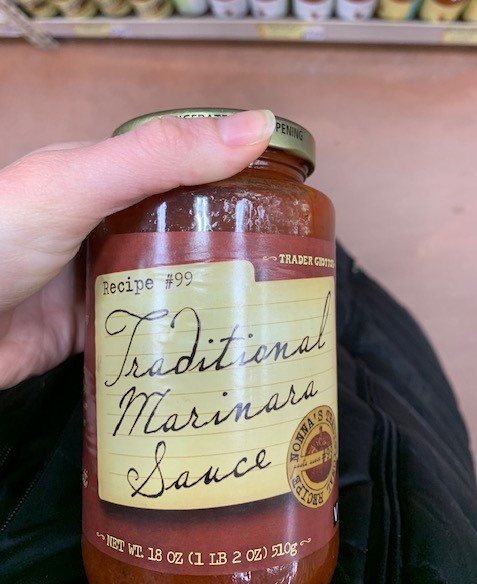 PENING
TRADER GIOTTO
Recipe #99
Traditional
Marinara
Sauce
NONNA'S
RECIPE
NET WT. 18 OZ (1 LB 2 OZ) 510g